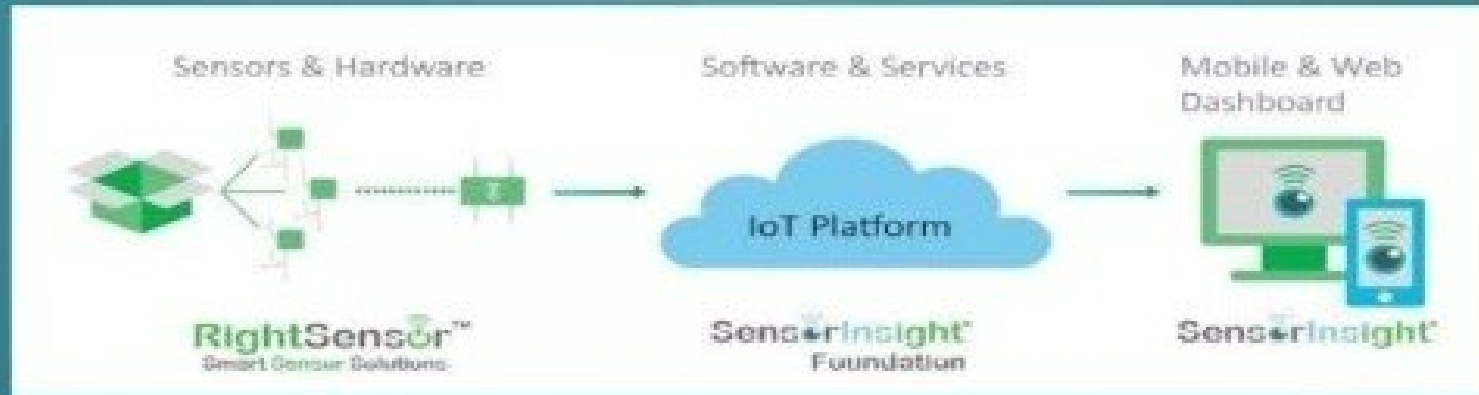 Sensors & Hardware
Software & Services
Mobile & Web
Dashboard
IoT Platform
RightSensor™
Smart Sensor Solutions
SensorInsight
Foundation
SensorInsight